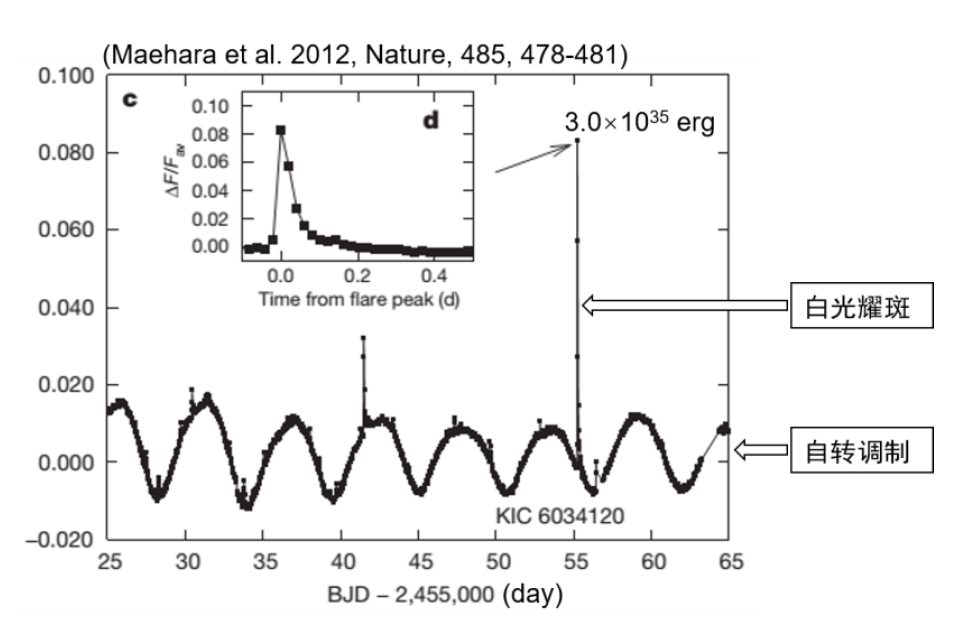 (Maehara et al. 2012, Nature, 485, 478-481)
0.100
0.080
0.060
0.040
0.020
0.000
−0.020
c
d
0.10
0.08
0.06
0.04
0.02
0.00
ΔF/Fav
0.0 0.2 0.4
Time from flare peak (d)
3.0×10³⁵ erg
白光耀斑
自转调制
KIC 6034120
25 30 35 40 45 50 55 60 65
BJD − 2,455,000 (day)